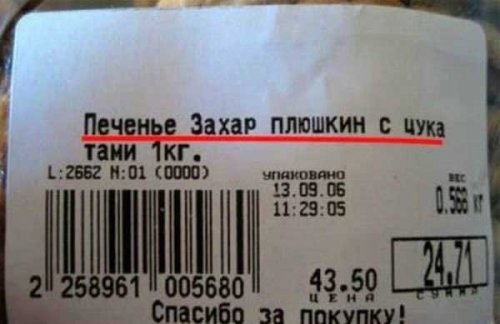 Печенье Захар плюшкин с цука
тами 1кг.
L:2662 N:01 (0000)
упаковано
13.09.06
11:29:05
вес
0.568 кг
2 258961 005680
43.50
цена
24.71
сумма
Спасибо за покупку!